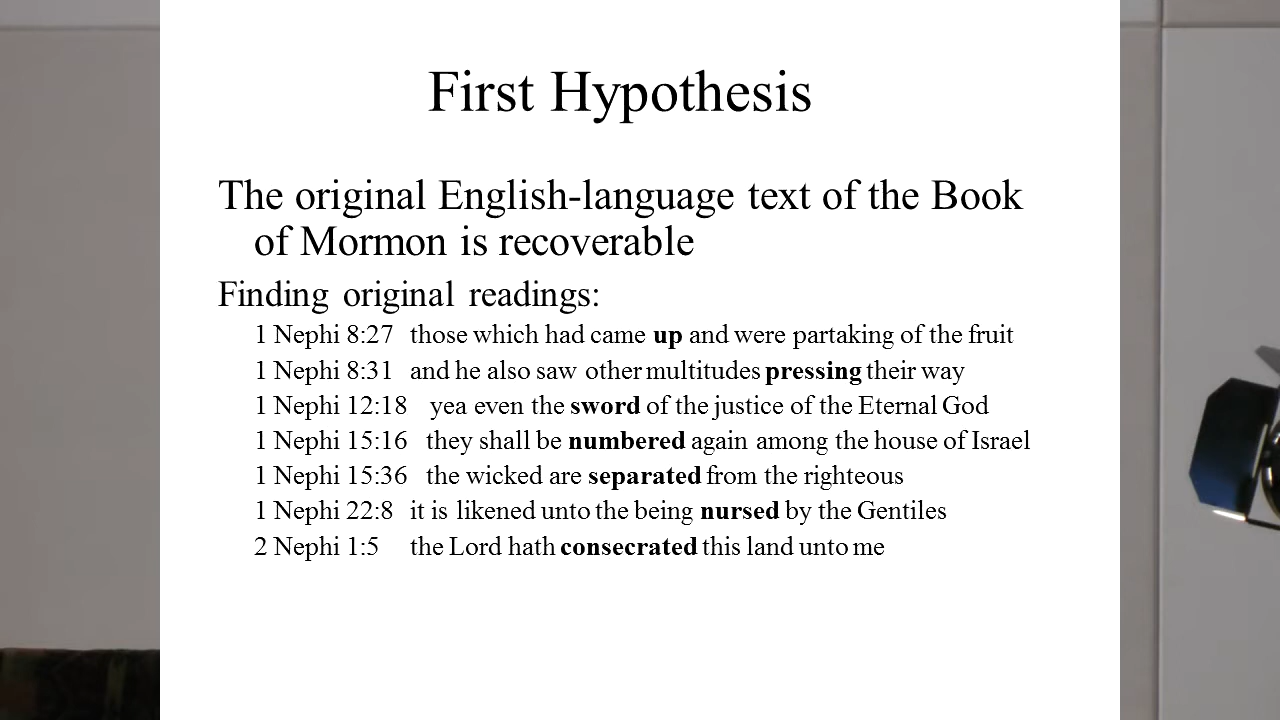 First Hypothesis
The original English-language text of the Book
of Mormon is recoverable
Finding original readings:
1 Nephi 8:27 those which had came up and were partaking of the fruit
1 Nephi 8:31 and he also saw other multitudes pressing their way
1 Nephi 12:18 yea even the sword of the justice of the Eternal God
1 Nephi 15:16 they shall be numbered again among the house of Israel
1 Nephi 15:36 the wicked are separated from the righteous
1 Nephi 22:8 it is likened unto the being nursed by the Gentiles
2 Nephi 1:5 the Lord hath consecrated this land unto me